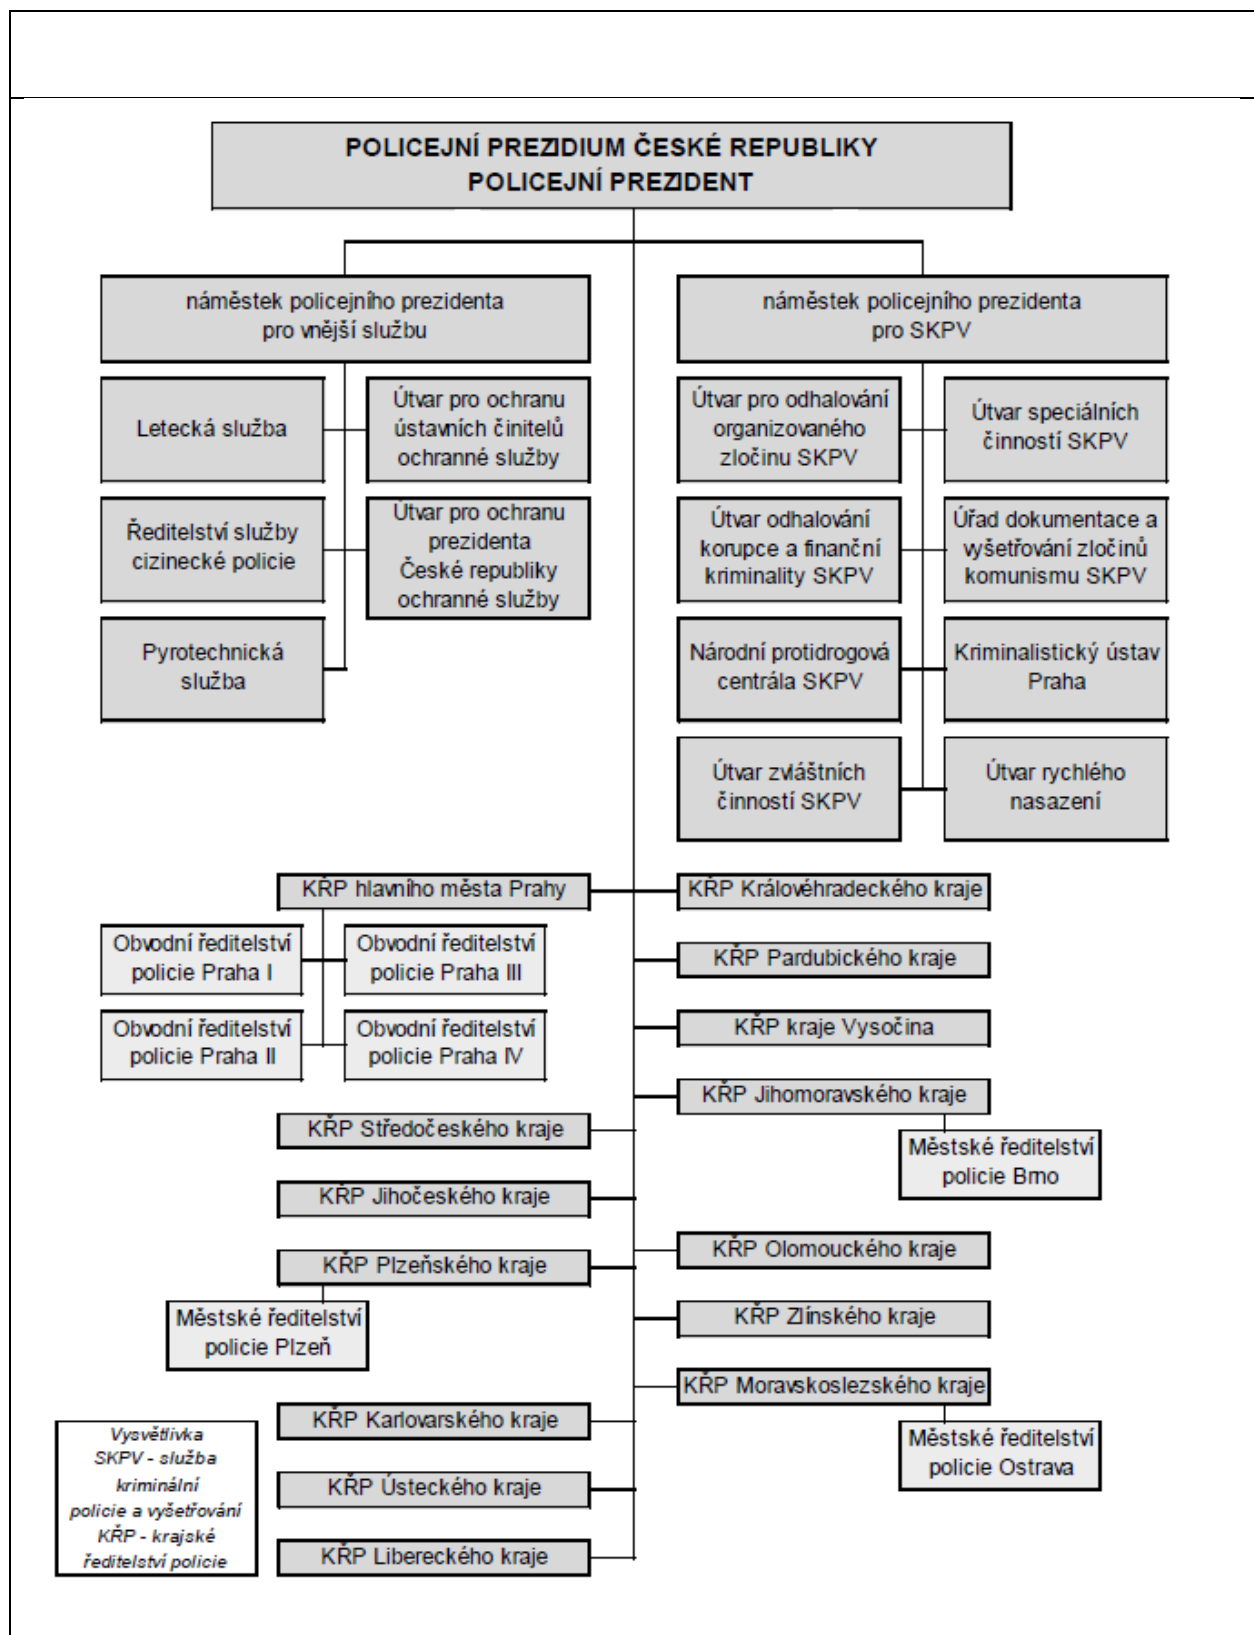 POLICEJNÍ PREZIDIUM ČESKÉ REPUBLIKY
POLICEJNÍ PREZIDENT
náměstek policejního prezidenta
pro vnější službu
náměstek policejního prezidenta
pro SKPV
Letecká služba
Útvar pro ochranu
ústavních činitelů
ochranné služby
Útvar pro odhalování
organizovaného
zločinu SKPV
Útvar speciálních
činností SKPV
Ředitelství služby
cizinecké policie
Útvar pro ochranu
prezidenta
České republiky
ochranné služby
Útvar odhalování
korupce a finanční
kriminality SKPV
Úřad dokumentace a
vyšetřování zločinů
komunismu SKPV
Pyrotechnická
služba
Národní protidrogová
centrála SKPV
Kriminalistický ústav
Praha
Útvar zvláštních
činností SKPV
Útvar rychlého
nasazení
KŘP hlavního města Prahy
KŘP Královéhradeckého kraje
Obvodní ředitelství
policie Praha I
Obvodní ředitelství
policie Praha III
KŘP Pardubického kraje
Obvodní ředitelství
policie Praha II
Obvodní ředitelství
policie Praha IV
KŘP kraje Vysočina
KŘP Jihomoravského kraje
KŘP Středočeského kraje
Městské ředitelství
policie Brno
KŘP Jihočeského kraje
KŘP Olomouckého kraje
KŘP Plzeňského kraje
Městské ředitelství
policie Plzeň
KŘP Zlínského kraje
KŘP Moravskoslezského kraje
KŘP Karlovarského kraje
Městské ředitelství
policie Ostrava
KŘP Ústeckého kraje
KŘP Libereckého kraje
Vysvětlivka
SKPV - služba
kriminální
policie a vyšetřování
KŘP - krajské
ředitelství policie